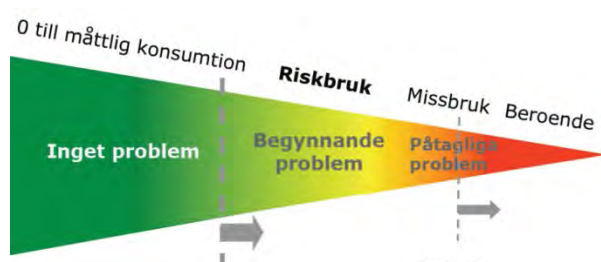 0 till måttlig konsumtion
Riskbruk
Missbruk
Beroende
Inget problem
Begynnande
problem
Påtagliga
problem